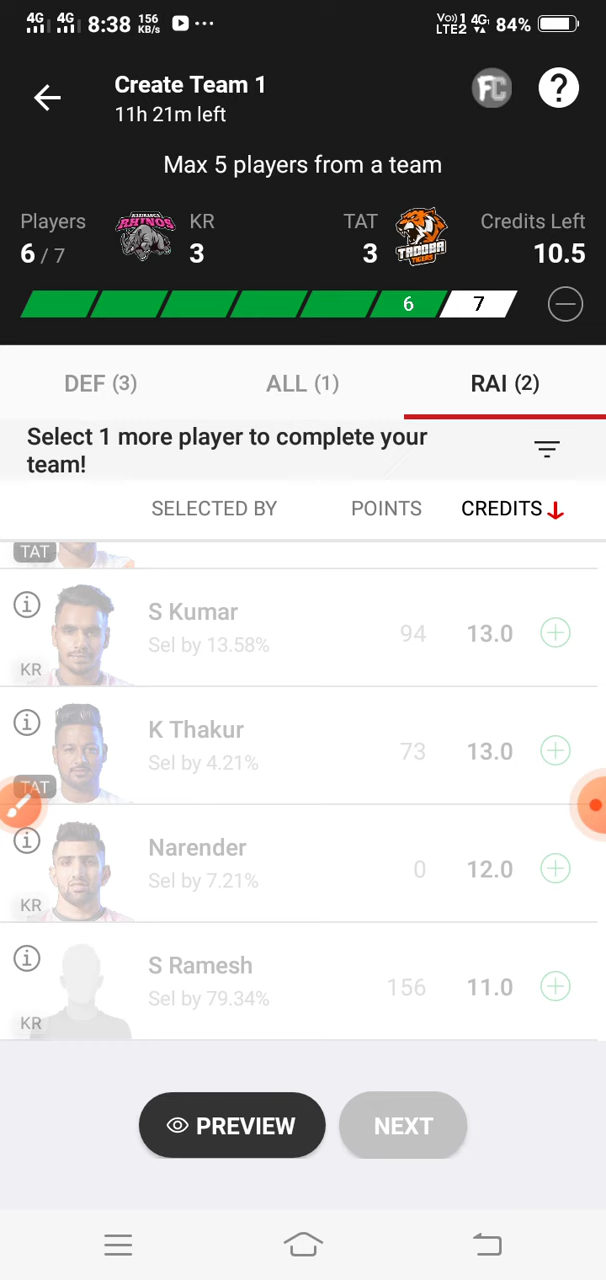 4G 4G 8:38 156 KB/s
Vo)) 1 4G 84%
LTE2
Create Team 1
11h 21m left
FC ?
Max 5 players from a team
Players KR TAT Credits Left
RHINOS
TROOBA
TIGERS
6 / 7 3 3 10.5
6 7
DEF (3) ALL (1) RAI (2)
Select 1 more player to complete your
team!
SELECTED BY POINTS CREDITS
TAT
S Kumar
Sel by 13.58%
94 13.0
KR
K Thakur
Sel by 4.21%
73 13.0
TAT
Narender
Sel by 7.21%
0 12.0
KR
S Ramesh
Sel by 79.34%
156 11.0
KR
PREVIEW NEXT